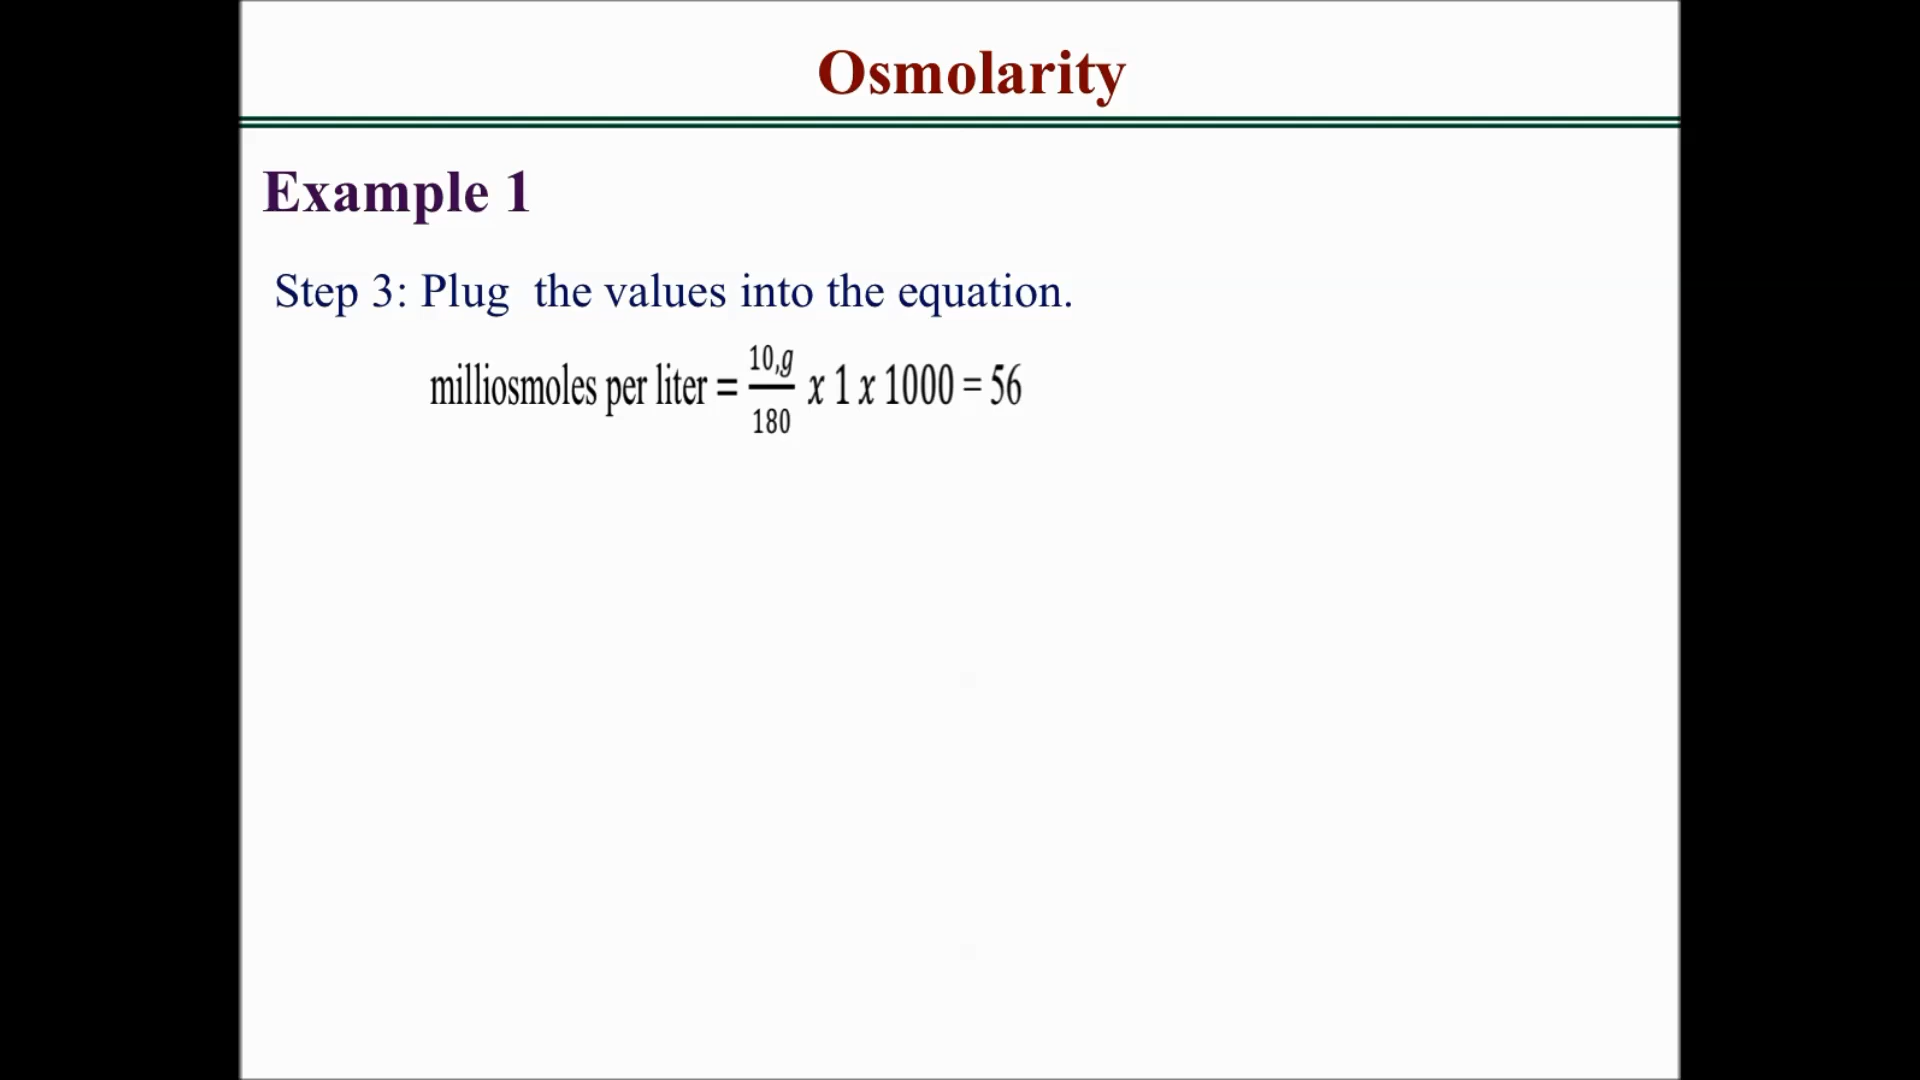 Osmolarity
Example 1
Step 3: Plug the values into the equation.
milliosmoles per liter = 10,g/180 x 1 x 1000 = 56